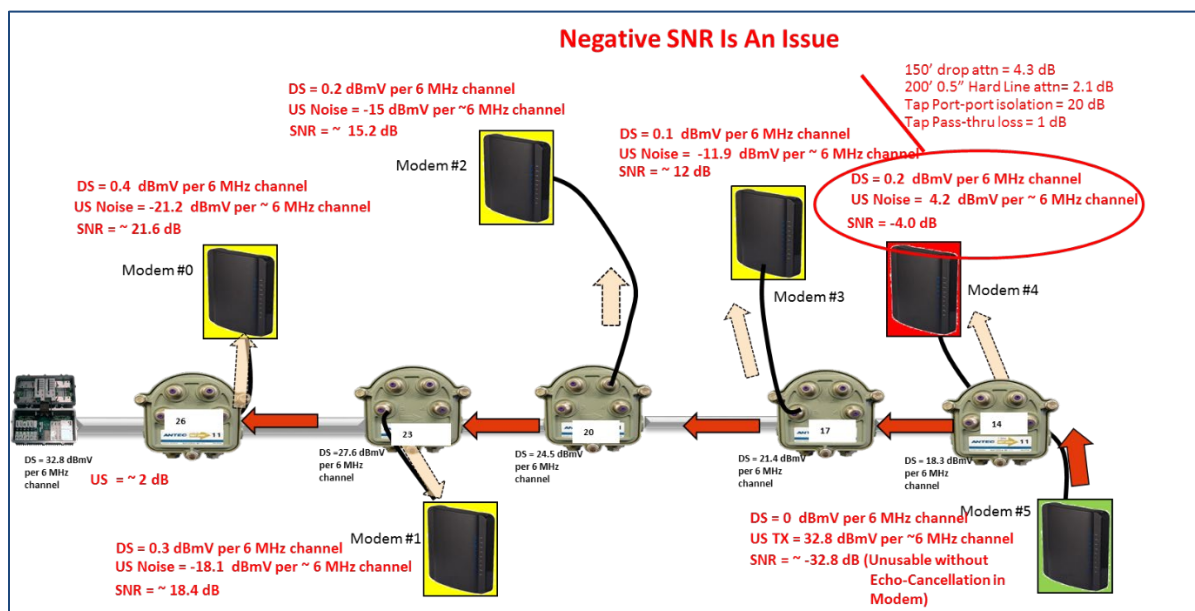 Negative SNR Is An Issue
150' drop attn = 4.3 dB
200' 0.5" Hard Line attn= 2.1 dB
Tap Port-port isolation = 20 dB
Tap Pass-thru loss = 1 dB
DS = 0.2 dBmV per 6 MHz channel
US Noise = -15 dBmV per ~6 MHz channel
SNR = ~ 15.2 dB
Modem #2
DS = 0.1 dBmV per 6 MHz channel
US Noise = -11.9 dBmV per ~ 6 MHz channel
SNR = ~ 12 dB
Modem #3
DS = 0.2 dBmV per 6 MHz channel
US Noise = 4.2 dBmV per ~ 6 MHz channel
SNR = -4.0 dB
Modem #4
DS = 0.4 dBmV per 6 MHz channel
US Noise = -21.2 dBmV per ~ 6 MHz channel
SNR = ~ 21.6 dB
Modem #0
26
ANTEC 11
23
11
20
ANTEC
17
ANTEC
14
ANTEC 11
DS = 32.8 dBmV
per 6 MHz
channel
US = ~ 2 dB
DS =27.6 dBmV
per 6 MHz
channel
DS = 24.5 dBmV
per 6 MHz
channel
DS = 21.4 dBmV
per 6 MHz
channel
DS = 18.3 dBmV
per 6 MHz
channel
Modem #1
DS = 0.3 dBmV per 6 MHz channel
US Noise = -18.1 dBmV per ~ 6 MHz channel
SNR = ~ 18.4 dB
Modem #5
DS = 0 dBmV per 6 MHz channel
US TX = 32.8 dBmV per ~6 MHz channel
SNR = ~ -32.8 dB (Unusable without
Echo-Cancellation in
Modem)